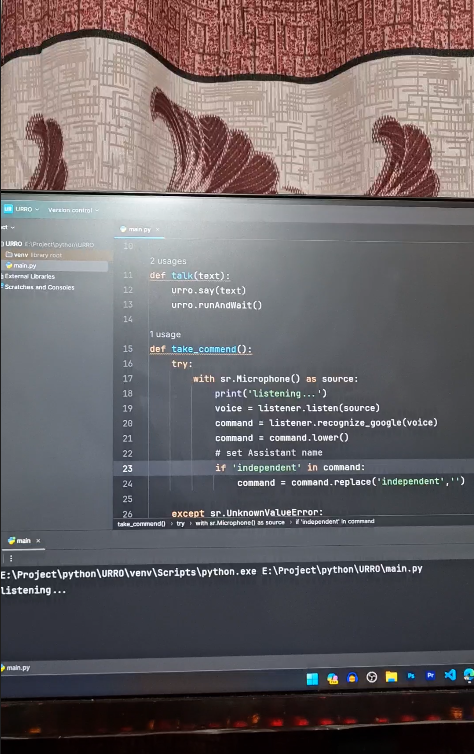 URRO
Version control
main.py
URRO E:\Project\python\URRO
venv library root
main.py
External Libraries
Scratches and Consoles
10
2 usages
11 def talk(text):
12 urro.say(text)
13 urro.runAndWait()
14
1 usage
15 def take_commend():
16 try:
17 with sr.Microphone() as source:
18 print('listening...')
19 voice = listener.listen(source)
20 command = listener.recognize_google(voice)
21 command = command.lower()
22 # set Assistant name
23 if 'independent' in command:
24 command = command.replace('independent','')
25
26 except sr.UnknownValueError:
take_commend() › try › with sr.Microphone() as source › if 'independent' in command
main
E:\Project\python\URRO\venv\Scripts\python.exe E:\Project\python\URRO\main.py
listening...
main.py
Ps
Pr